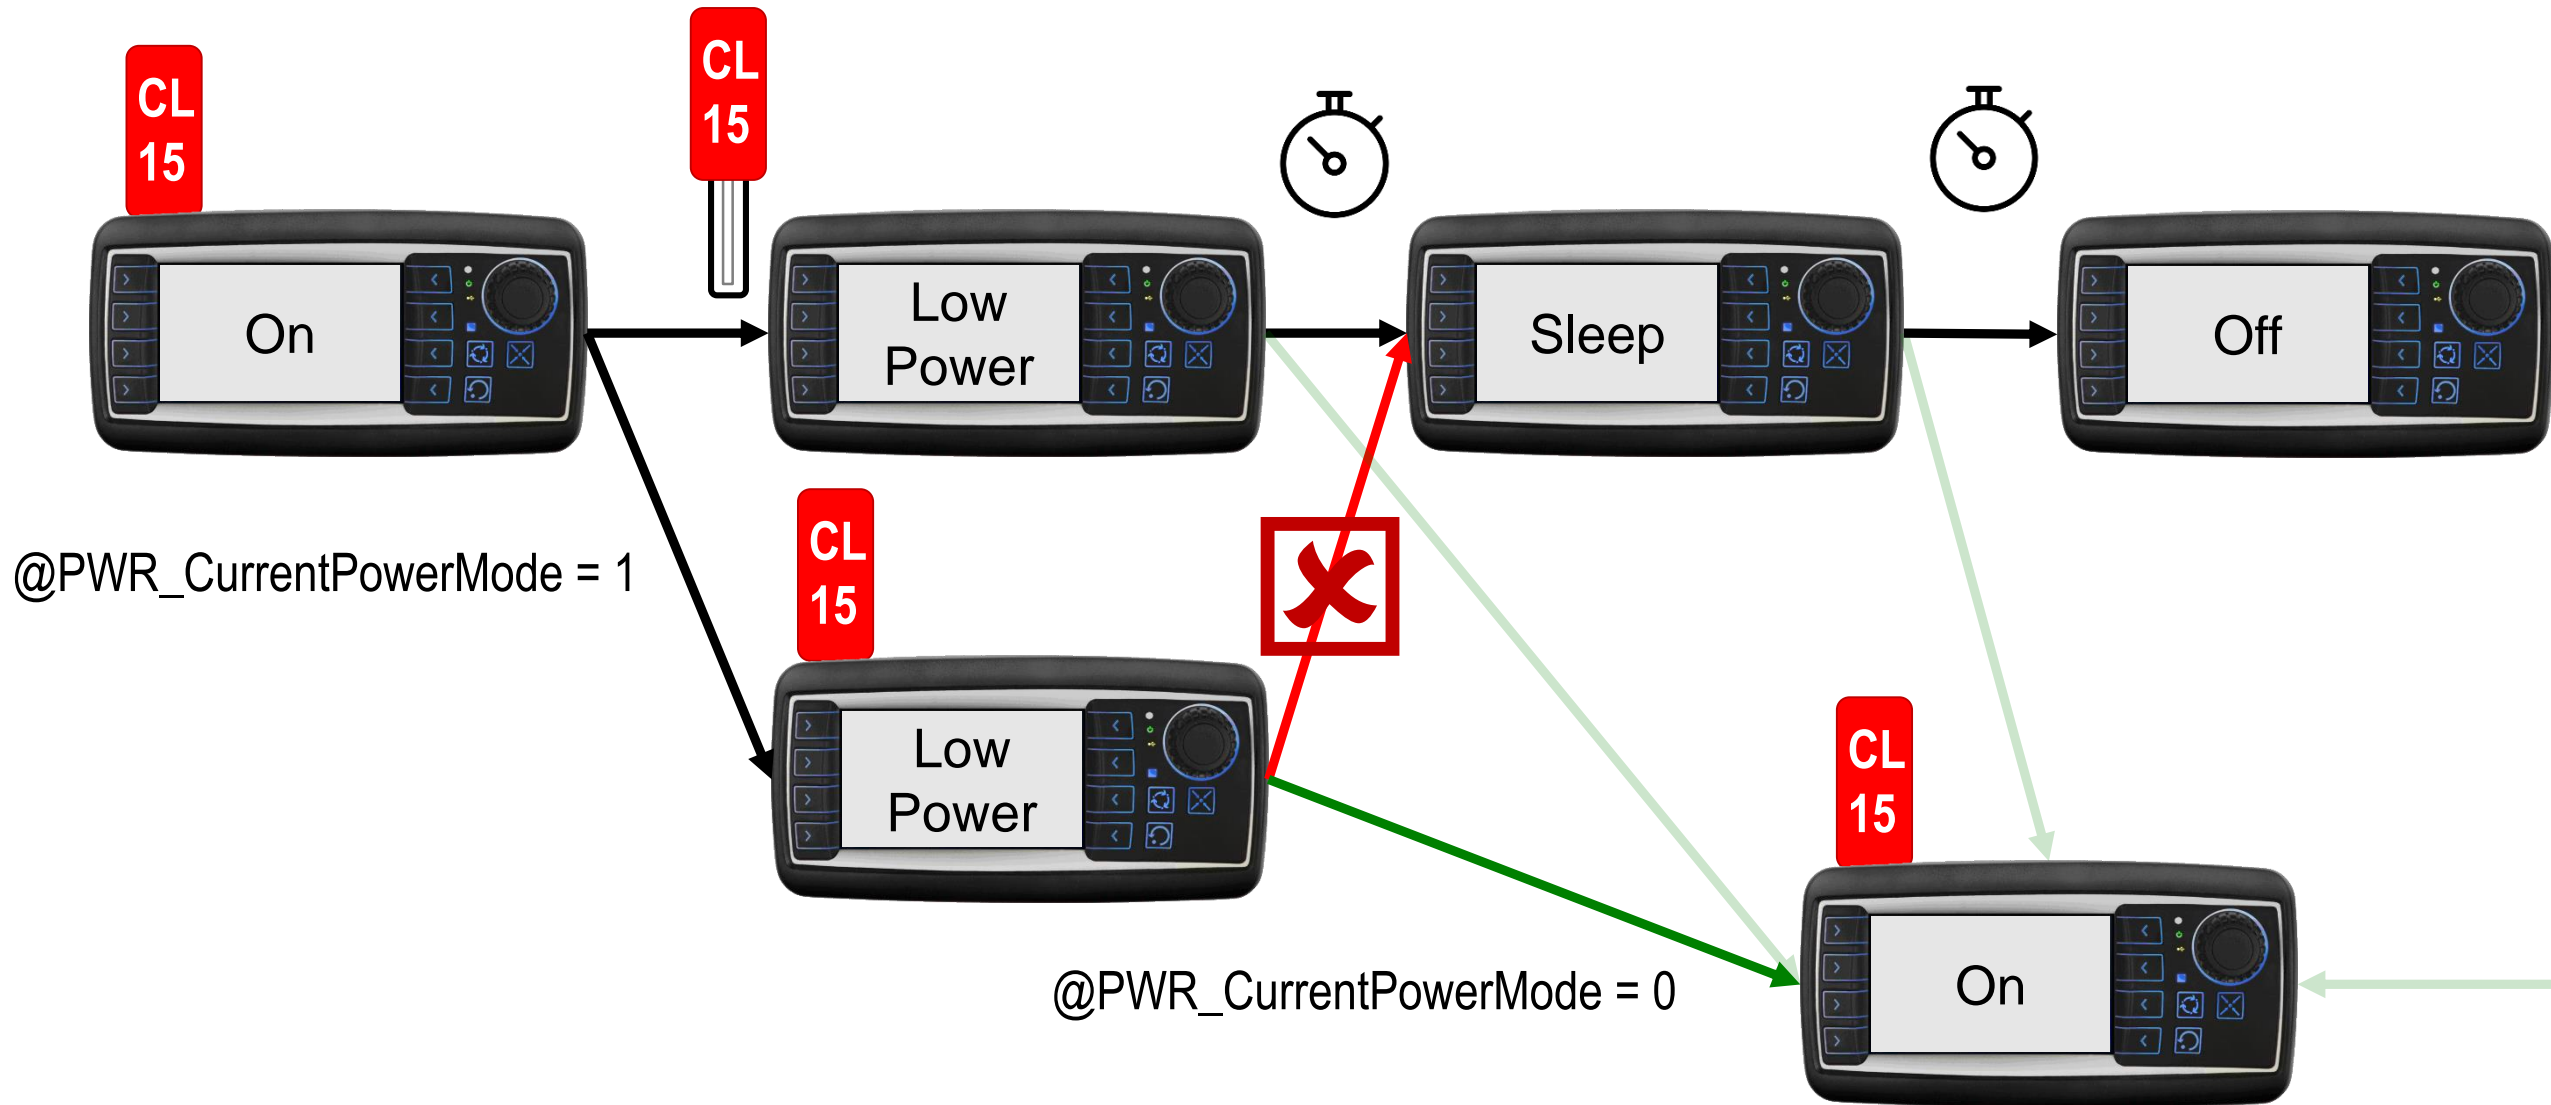 CL
15
CL
15
On
Low
Power
Sleep
Off
@PWR_CurrentPowerMode = 1
CL
15
Low
Power
CL
15
@PWR_CurrentPowerMode = 0
On